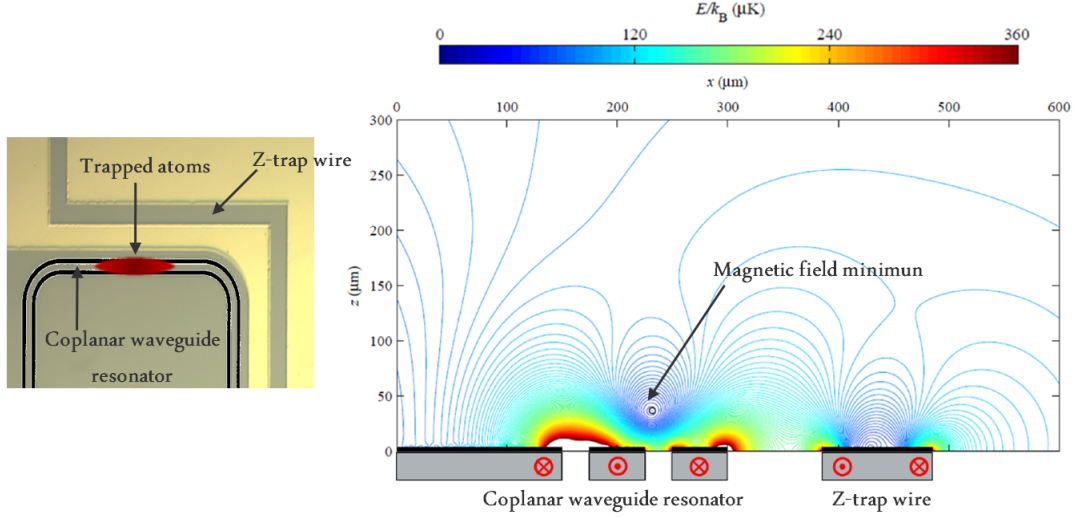 E/kB (μK)
0 120 240 360
x (μm)
0 100 200 300 400 500 600
300
250
200
150
100
50
0
z (μm)
Trapped atoms
Z-trap wire
Coplanar waveguide
resonator
Magnetic field minimun
Coplanar waveguide resonator
Z-trap wire